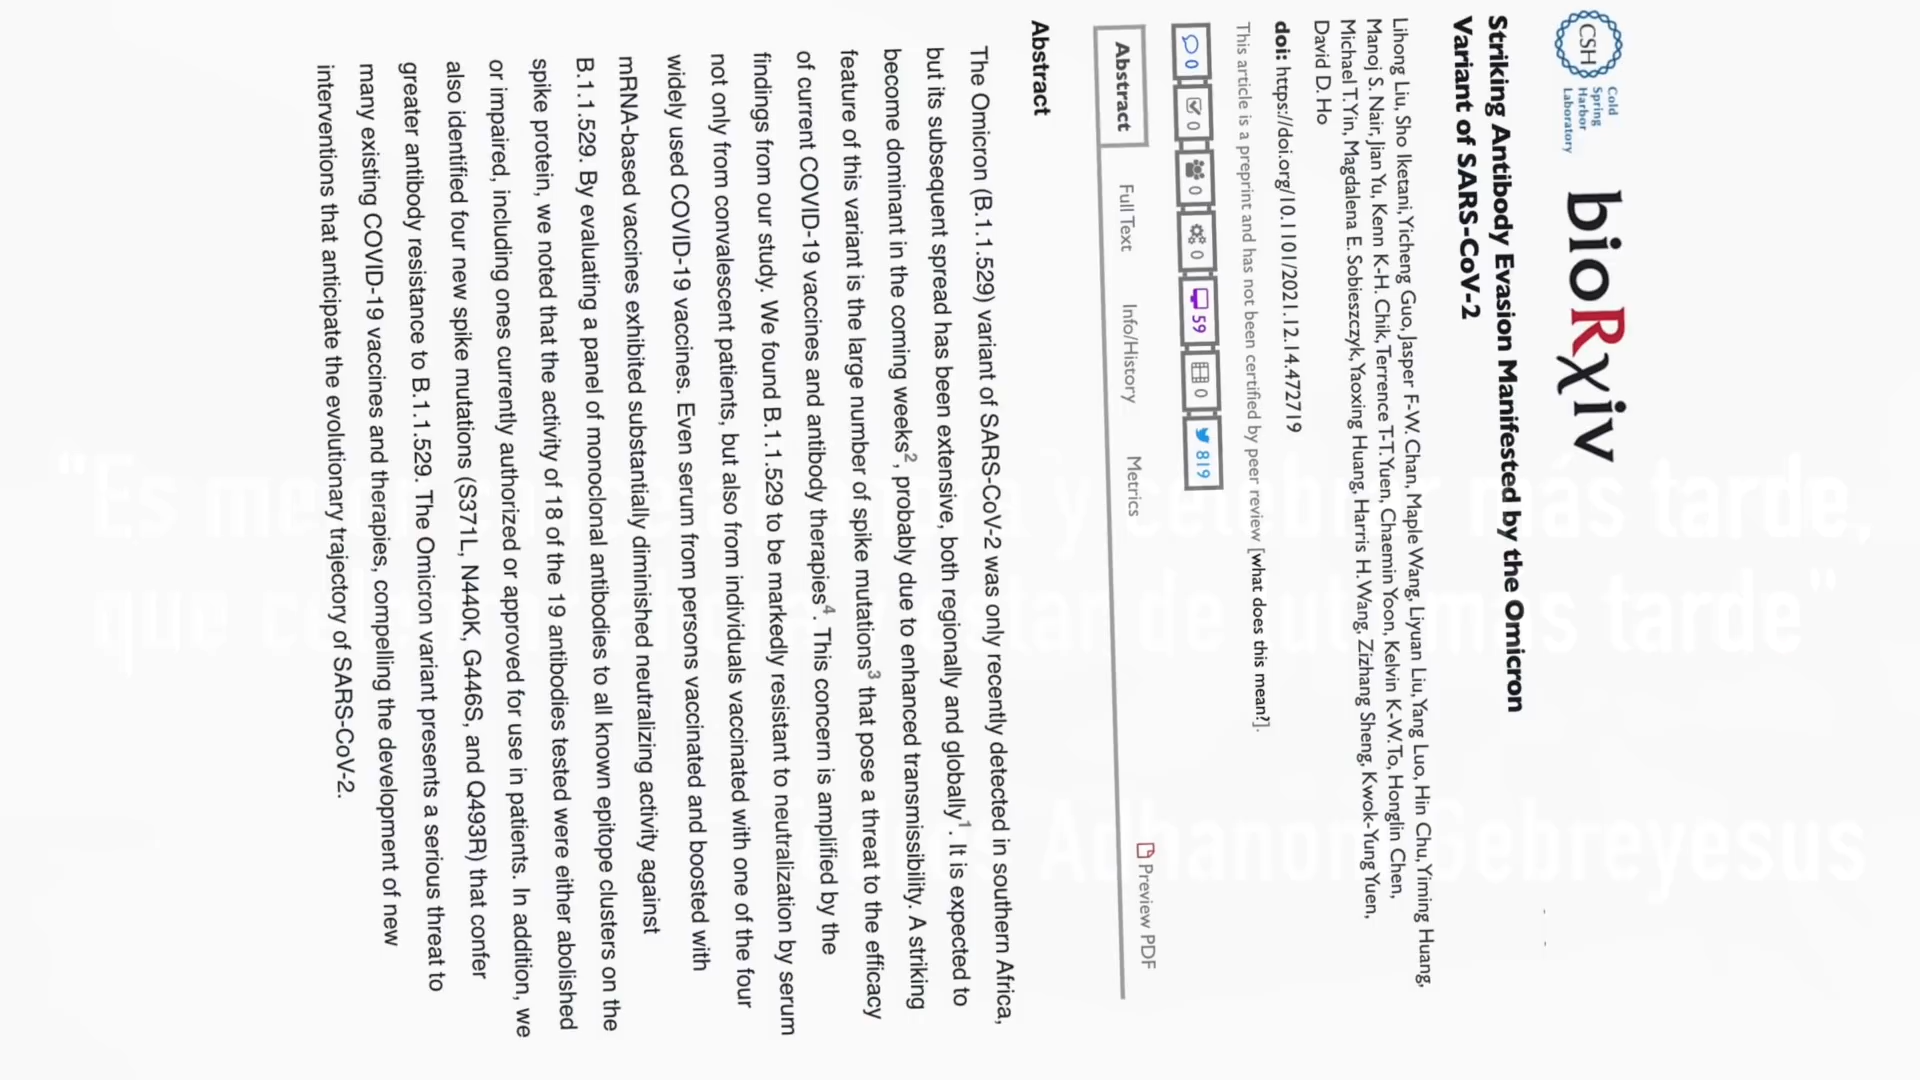 CSH
Cold
Spring
Harbor
Laboratory
bioRχiv
Striking Antibody Evasion Manifested by the Omicron
Variant of SARS-CoV-2
Lihong Liu, Sho Iketani, Yicheng Guo, Jasper F-W. Chan, Maple Wang, Liyuan Liu, Yang Luo, Hin Chu, Yiming Huang,
Manoj S. Nair, Jian Yu, Kenn K-H. Chik, Terrence T-T. Yuen, Chaemin Yoon, Kelvin K-W. To, Honglin Chen,
Michael T. Yin, Magdalena E. Sobieszczyk, Yaoxing Huang, Harris H. Wang, Zizhang Sheng, Kwok-Yung Yuen,
David D. Ho
doi: https://doi.org/10.1101/2021.12.14.472719
This article is a preprint and has not been certified by peer review [what does this mean?].
0 0 0 0 59 0 819
Abstract Full Text Info/History Metrics Preview PDF
Abstract
The Omicron (B.1.1.529) variant of SARS-CoV-2 was only recently detected in southern Africa,
but its subsequent spread has been extensive, both regionally and globally1. It is expected to
become dominant in the coming weeks2, probably due to enhanced transmissibility. A striking
feature of this variant is the large number of spike mutations3 that pose a threat to the efficacy
of current COVID-19 vaccines and antibody therapies4. This concern is amplified by the
findings from our study. We found B.1.1.529 to be markedly resistant to neutralization by serum
not only from convalescent patients, but also from individuals vaccinated with one of the four
widely used COVID-19 vaccines. Even serum from persons vaccinated and boosted with
mRNA-based vaccines exhibited substantially diminished neutralizing activity against
B.1.1.529. By evaluating a panel of monoclonal antibodies to all known epitope clusters on the
spike protein, we noted that the activity of 18 of the 19 antibodies tested were either abolished
or impaired, including ones currently authorized or approved for use in patients. In addition, we
also identified four new spike mutations (S371L, N440K, G446S, and Q493R) that confer
greater antibody resistance to B.1.1.529. The Omicron variant presents a serious threat to
many existing COVID-19 vaccines and therapies, compelling the development of new
interventions that anticipate the evolutionary trajectory of SARS-CoV-2.
"Es y más tarde,
que de más tarde"
Gebreyesus